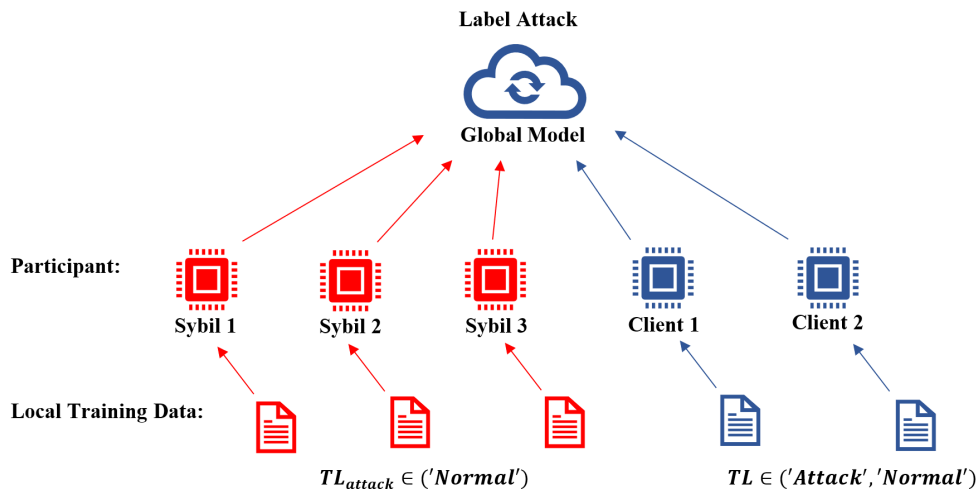 Label Attack
Global Model
Participant:
Sybil 1 Sybil 2 Sybil 3 Client 1 Client 2
Local Training Data:
TL_attack ∈ ('Normal') TL ∈ ('Attack', 'Normal')